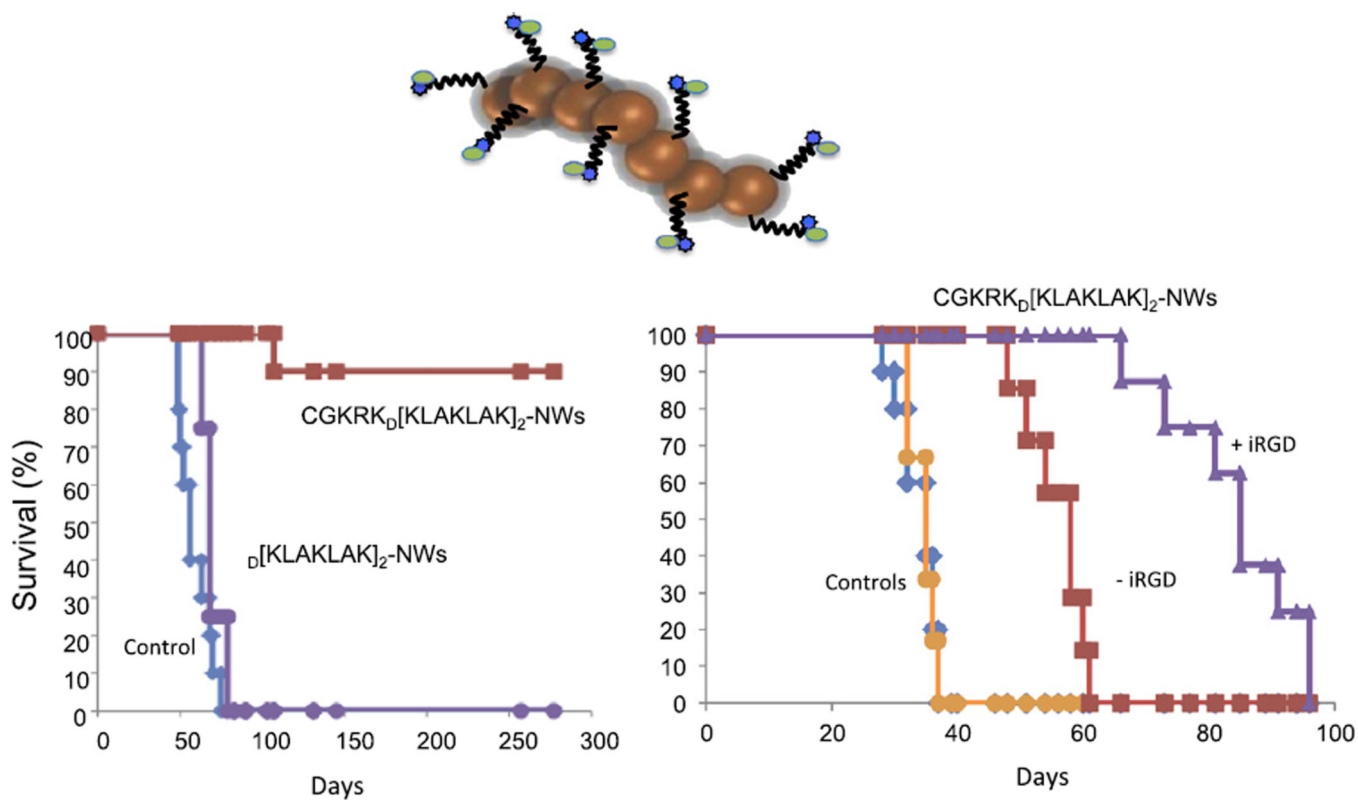 CGKRKD[KLAKLAK]2-NWs
100
90
80
70
60
50
40
30
20
10
0
Survival (%)
CGKRKD[KLAKLAK]2-NWs
D[KLAKLAK]2-NWs
Control
0 50 100 150 200 250 300
Days
100
90
80
70
60
50
40
30
20
10
0
+ iRGD
Controls
- iRGD
0 20 40 60 80 100
Days